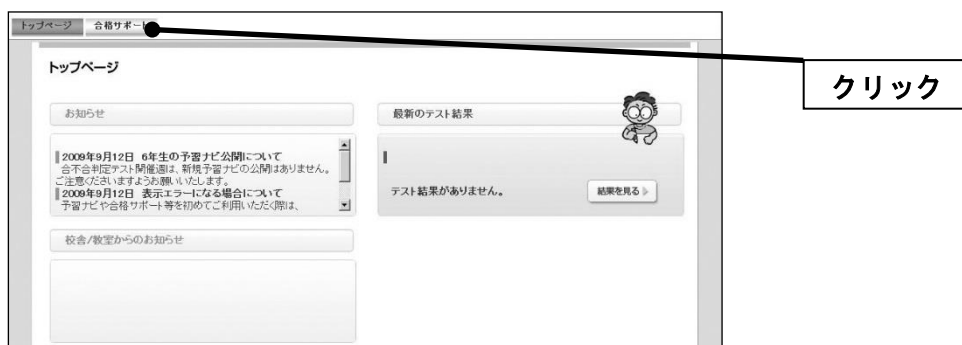 トップページ 合格サポート
クリック
トップページ
お知らせ
2009年9月12日 6年生の予習ナビ公開について
合不合判定テスト開催週は、新規予習ナビの公開はありません。
ご注意くださいますようお願いいたします。
2009年9月12日 表示エラーになる場合について
予習ナビや合格サポート等を初めてご利用いただく際は、
最新のテスト結果
テスト結果がありません。
結果を見る
校舎/教室からのお知らせ